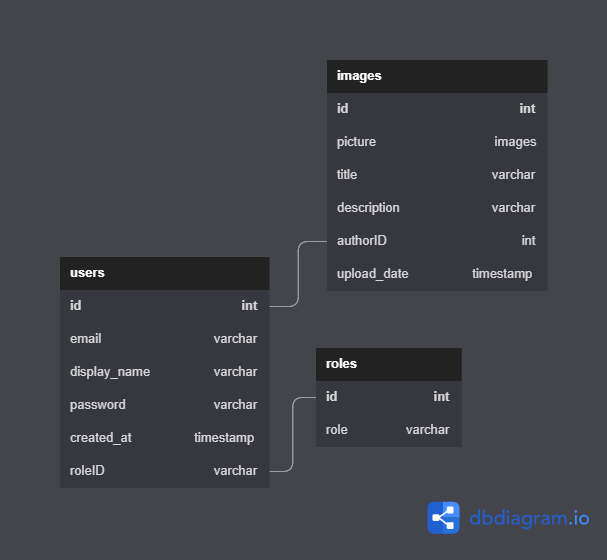 images
id int
picture images
title varchar
description varchar
authorID int
upload_date timestamp
users
id int
email varchar
display_name varchar
password varchar
created_at timestamp
roleID varchar
roles
id int
role varchar
dbdiagram.io